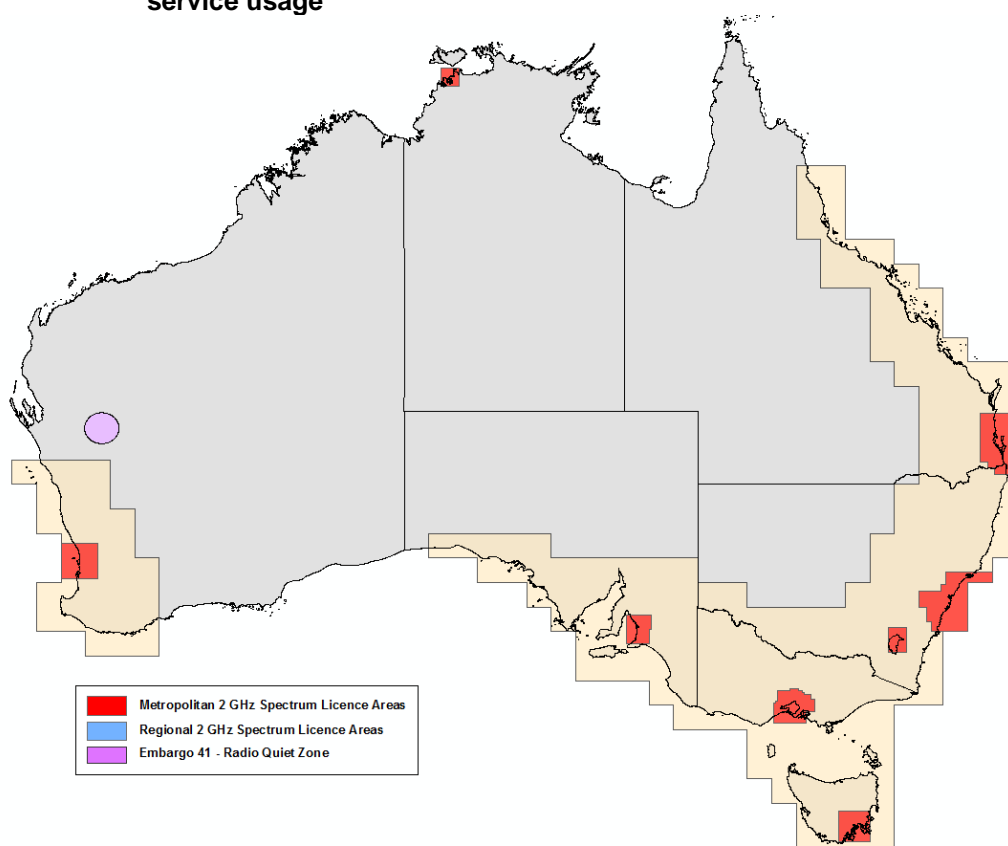 service usage
Metropolitan 2 GHz Spectrum Licence Areas
Regional 2 GHz Spectrum Licence Areas
Embargo 41 - Radio Quiet Zone